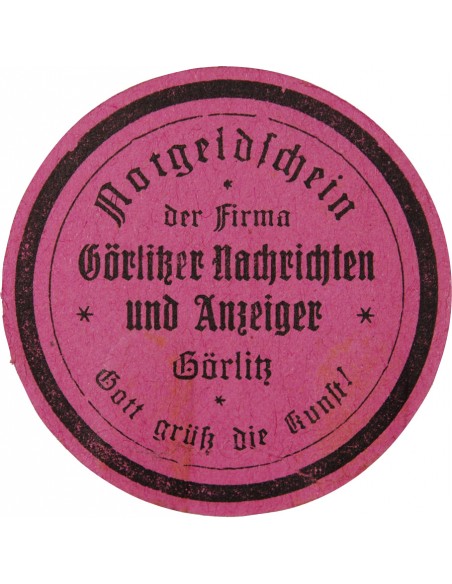 Notgeldschein
*
der Firma
Görlitzer Nachrichten
* und Anzeiger *
Görlitz
*
Gott grüß die Kunst!